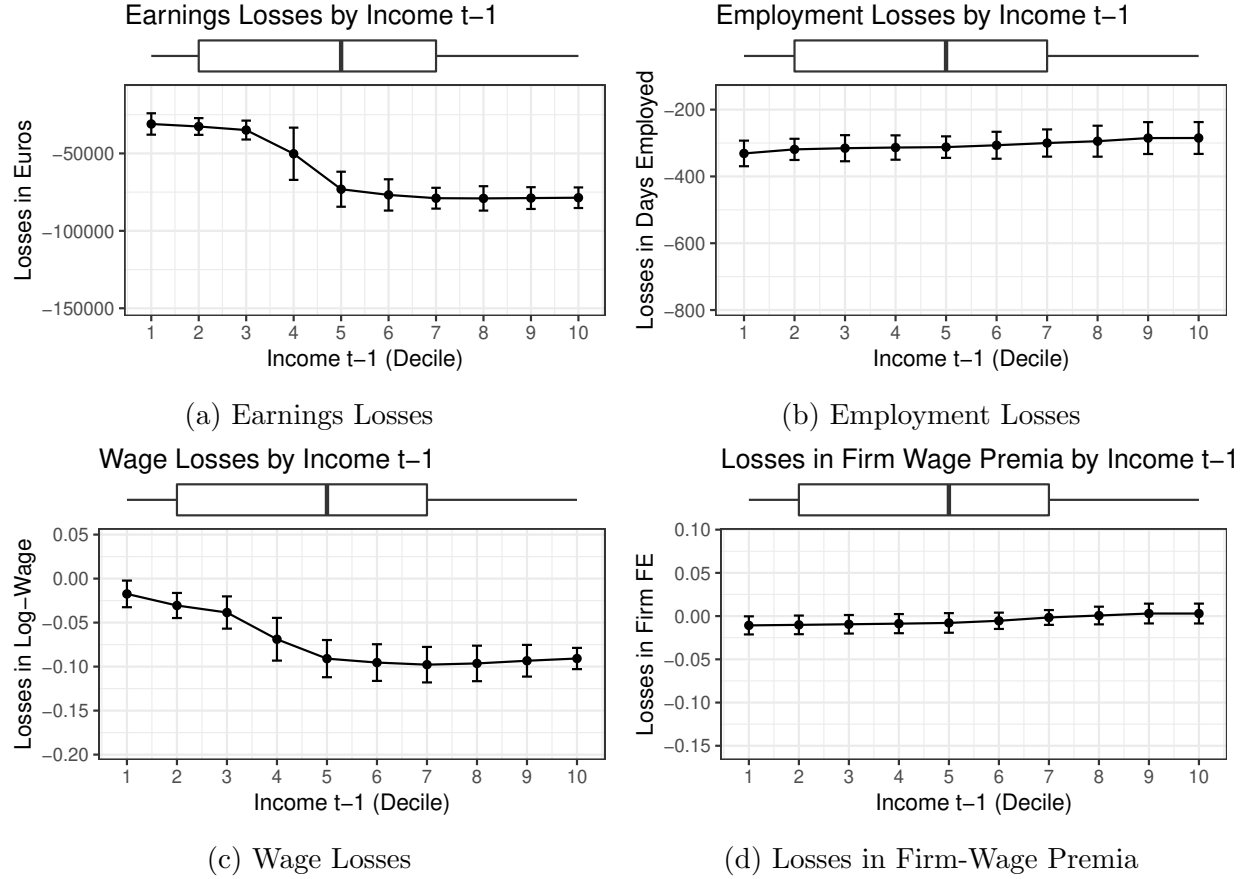 Earnings Losses by Income t−1
Losses in Euros
−50000
−100000
−150000
1 2 3 4 5 6 7 8 9 10
Income t−1 (Decile)
(a) Earnings Losses
Employment Losses by Income t−1
Losses in Days Employed
−200
−400
−600
−800
1 2 3 4 5 6 7 8 9 10
Income t−1 (Decile)
(b) Employment Losses
Wage Losses by Income t−1
Losses in Log−Wage
0.05
0.00
−0.05
−0.10
−0.15
−0.20
1 2 3 4 5 6 7 8 9 10
Income t−1 (Decile)
(c) Wage Losses
Losses in Firm Wage Premia by Income t−1
Losses in Firm FE
0.10
0.05
0.00
−0.05
−0.10
−0.15
1 2 3 4 5 6 7 8 9 10
Income t−1 (Decile)
(d) Losses in Firm-Wage Premia